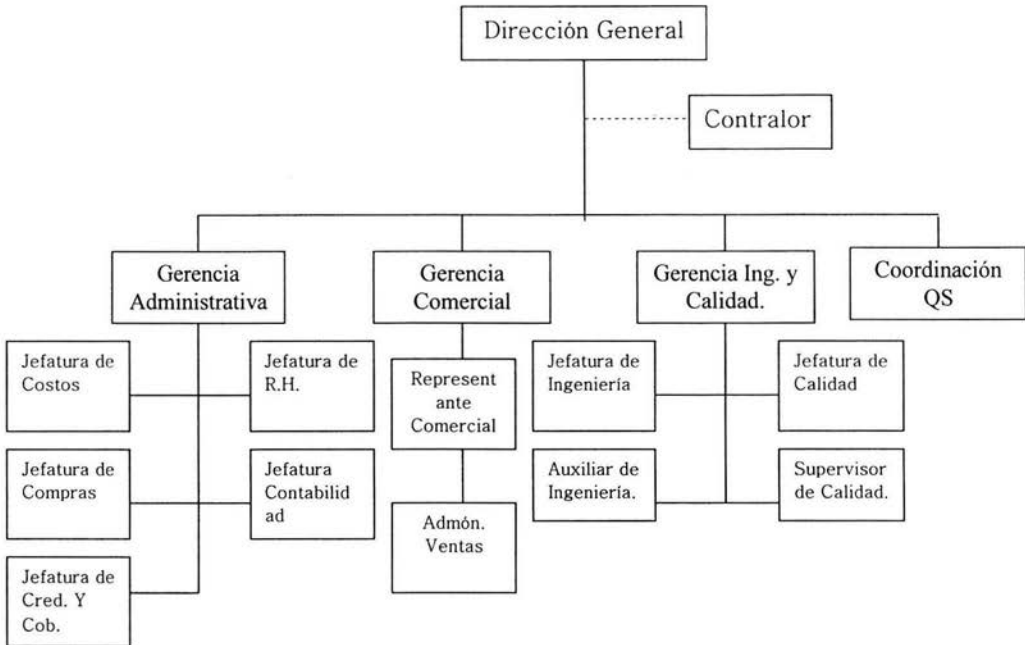 Dirección General
Contralor
Gerencia
Administrativa
Gerencia
Comercial
Gerencia Ing. y
Calidad.
Coordinación
QS
Jefatura de
Costos
Jefatura de
R.H.
Represent
ante
Comercial
Jefatura de
Ingeniería
Jefatura de
Calidad
Jefatura de
Compras
Jefatura
Contabilid
ad
Admón.
Ventas
Auxiliar de
Ingeniería.
Supervisor
de Calidad.
Jefatura de
Cred. Y
Cob.